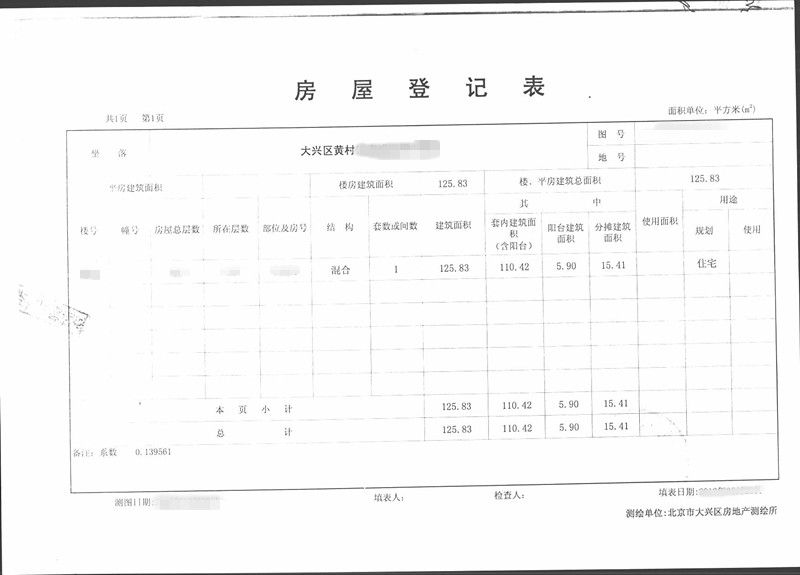 房屋登记表
共1页 第1页 面积单位：平方米(m²)
坐落 大兴区黄村 图号
地号
平房建筑面积 楼房建筑面积 125.83 楼、平房建筑总面积 125.83
楼号 幢号 房屋总层数 所在层数 部位及房号 结构 套数或间数 建筑面积 其中 使用面积 用途
套内建筑面积（含阳台） 阳台建筑面积 分摊建筑面积 规划 使用
混合 1 125.83 110.42 5.90 15.41 住宅
本页小计 125.83 110.42 5.90 15.41
总计 125.83 110.42 5.90 15.41
备注：系数 0.139561
测图日期： 填表人： 检查人： 填表日期：
测绘单位：北京市大兴区房地产测绘所